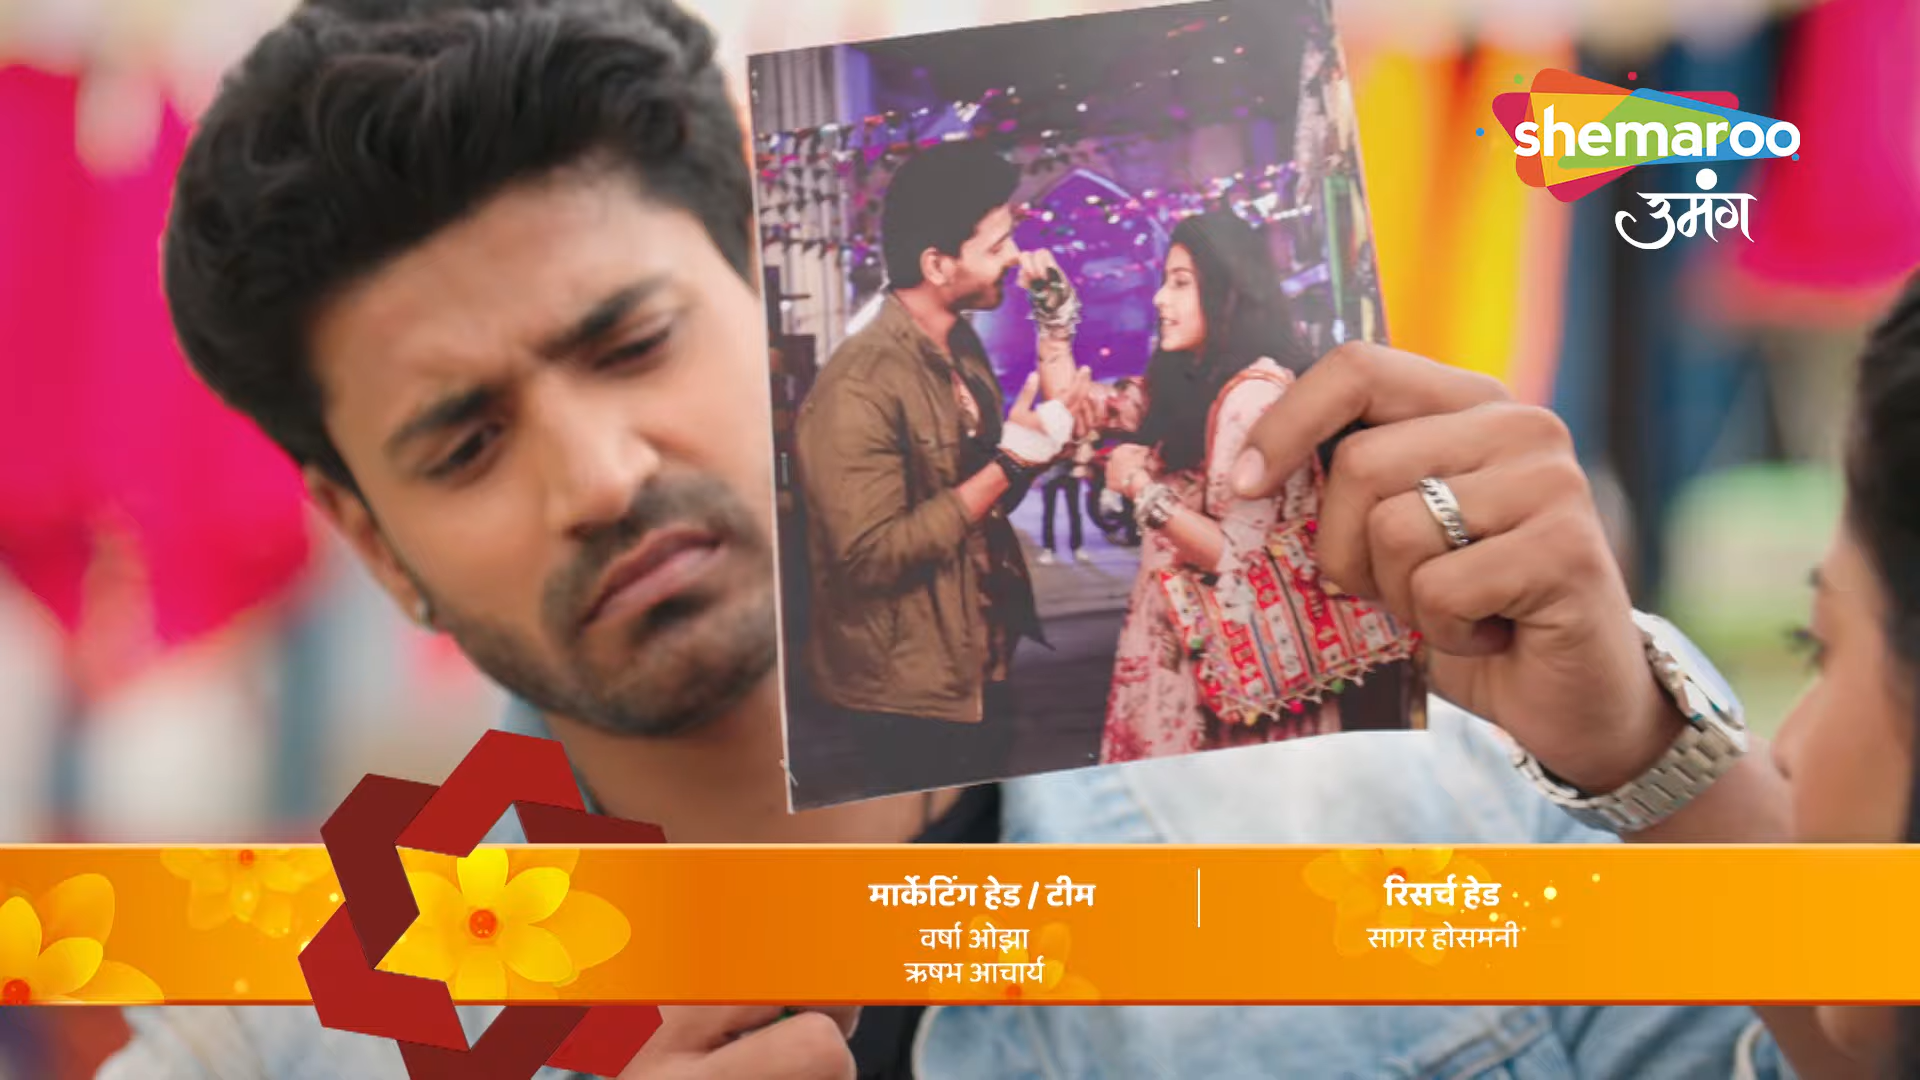 shemaroo
उमंग
मार्केटिंग हेड / टीम
वर्षा ओझा
ऋषभ आचार्य
रिसर्च हेड
सागर होसमनी